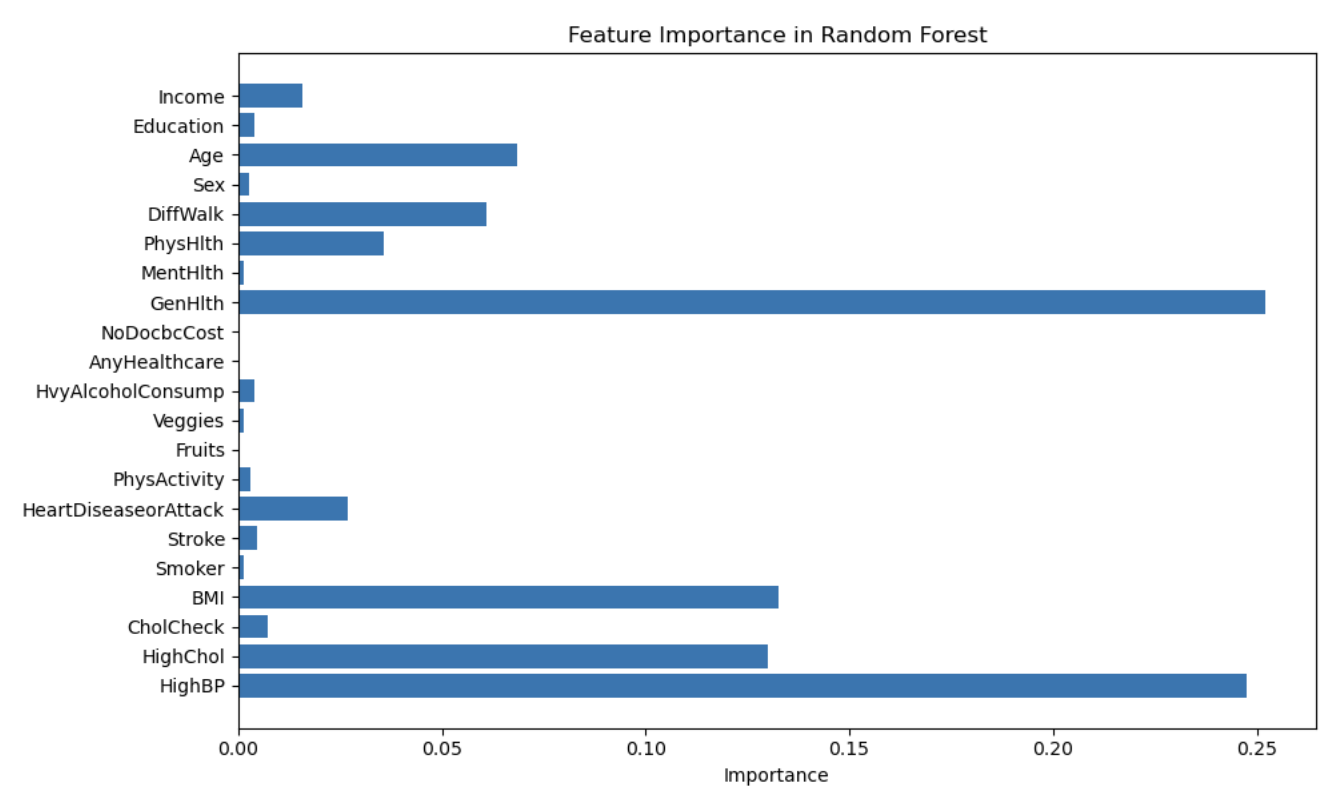 Feature Importance in Random Forest
Income
Education
Age
Sex
DiffWalk
PhysHlth
MentHlth
GenHlth
NoDocbcCost
AnyHealthcare
HvyAlcoholConsump
Veggies
Fruits
PhysActivity
HeartDiseaseorAttack
Stroke
Smoker
BMI
CholCheck
HighChol
HighBP
0.00 0.05 0.10 0.15 0.20 0.25
Importance